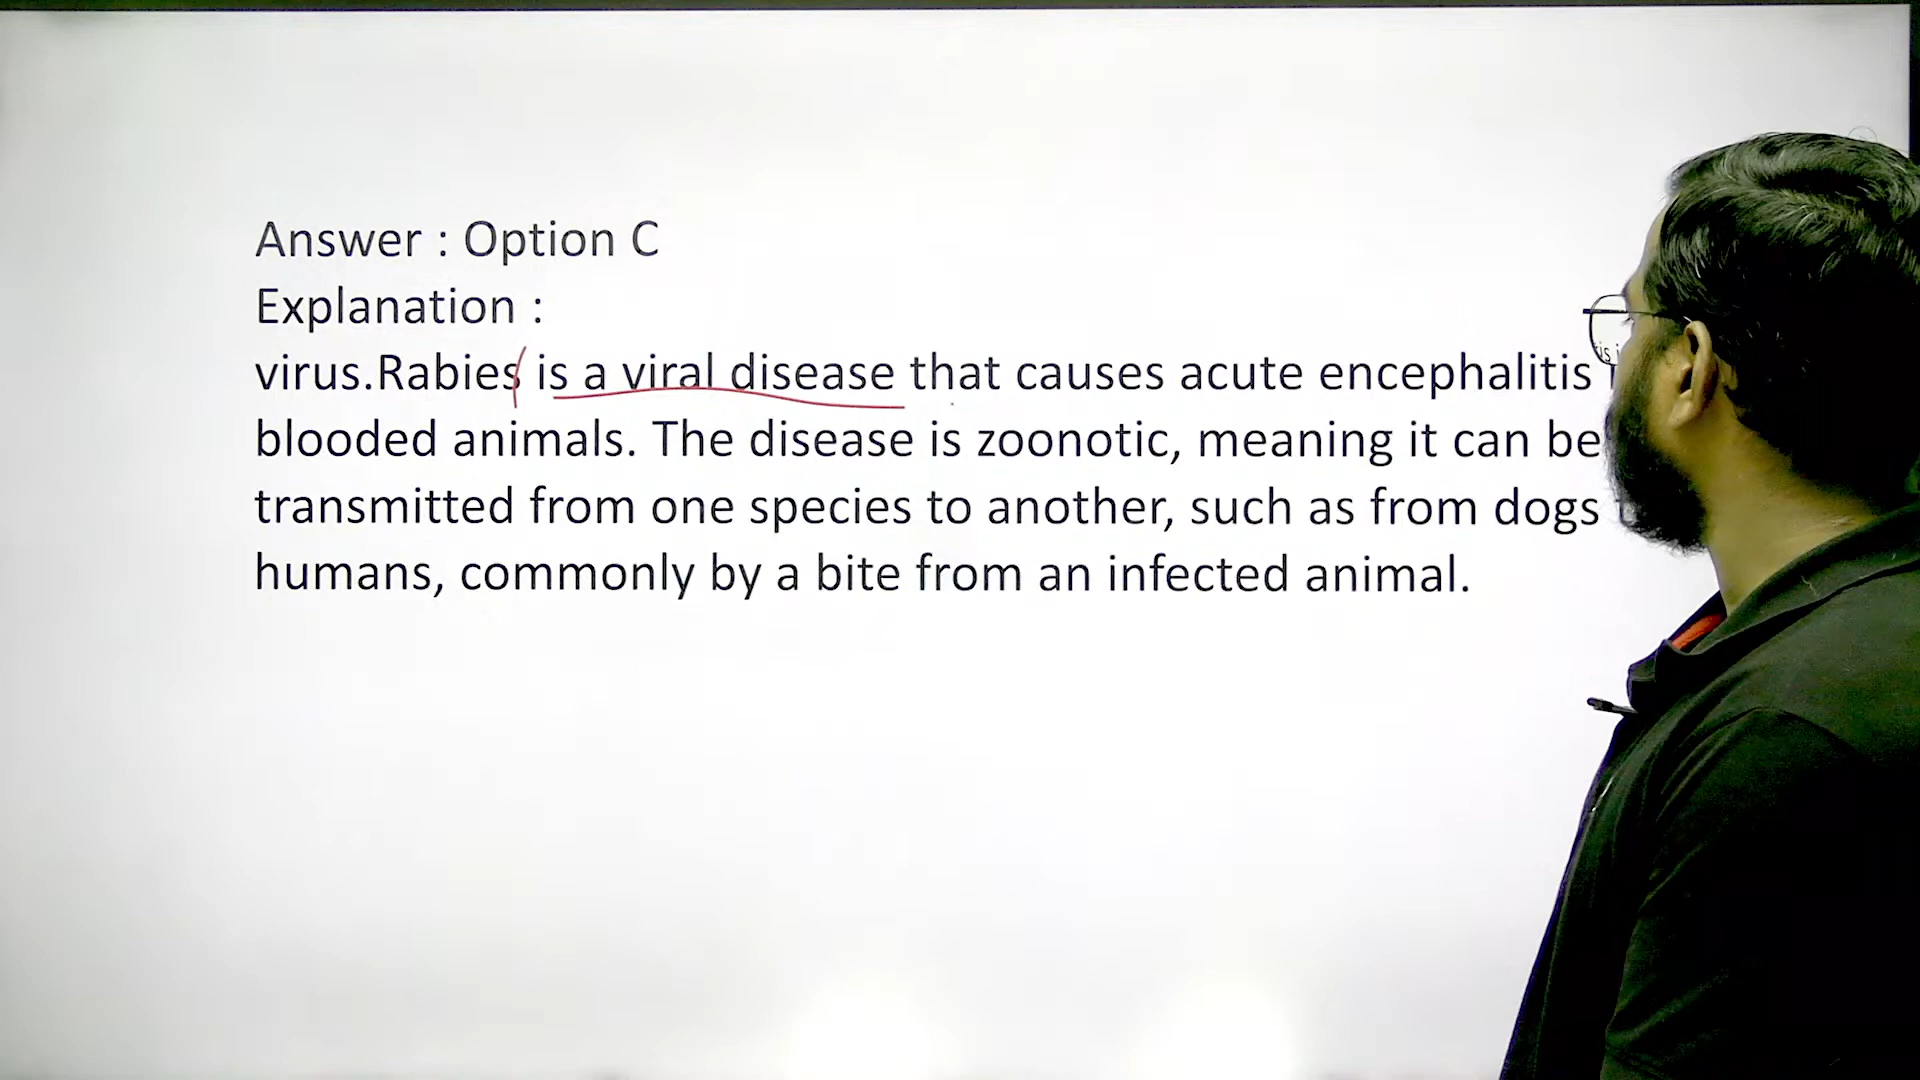 Answer : Option C
Explanation :
virus.Rabies is a viral disease that causes acute encephalitis
blooded animals. The disease is zoonotic, meaning it can be
transmitted from one species to another, such as from dogs
humans, commonly by a bite from an infected animal.